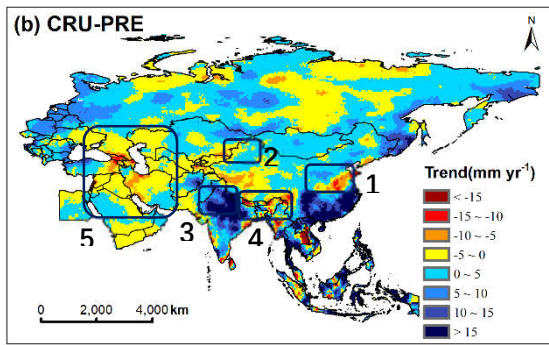 (b) CRU-PRE
N
2
1
3
4
5
Trend(mm yr⁻¹)
< -15
-15 ~ -10
-10 ~ -5
-5 ~ 0
0 ~ 5
5 ~ 10
10 ~ 15
> 15
0 2,000 4,000 km